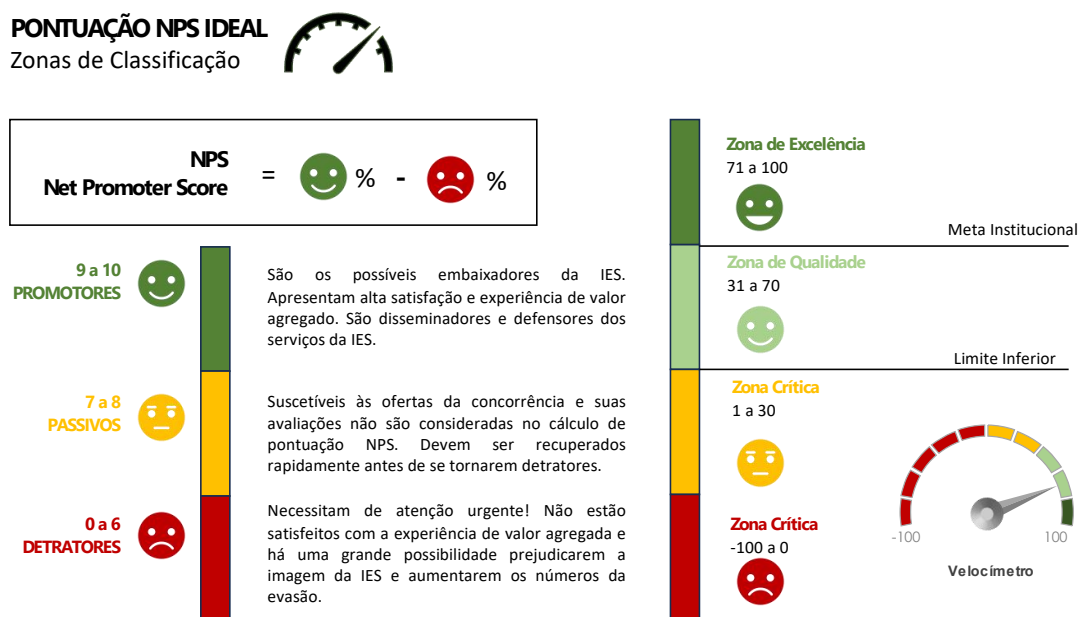 PONTUAÇÃO NPS IDEAL
Zonas de Classificação
NPS
Net Promoter Score
= % - %
9 a 10
PROMOTORES
São os possíveis embaixadores da IES.
Apresentam alta satisfação e experiência de valor
agregado. São disseminadores e defensores dos
serviços da IES.
7 a 8
PASSIVOS
Suscetíveis às ofertas da concorrência e suas
avaliações não são consideradas no cálculo de
pontuação NPS. Devem ser recuperados
rapidamente antes de se tornarem detratores.
0 a 6
DETRATORES
Necessitam de atenção urgente! Não estão
satisfeitos com a experiência de valor agregada e
há uma grande possibilidade prejudicarem a
imagem da IES e aumentarem os números da
evasão.
Zona de Excelência
71 a 100
Meta Institucional
Zona de Qualidade
31 a 70
Limite Inferior
Zona Crítica
1 a 30
Zona Crítica
-100 a 0
-100
100
Velocímetro